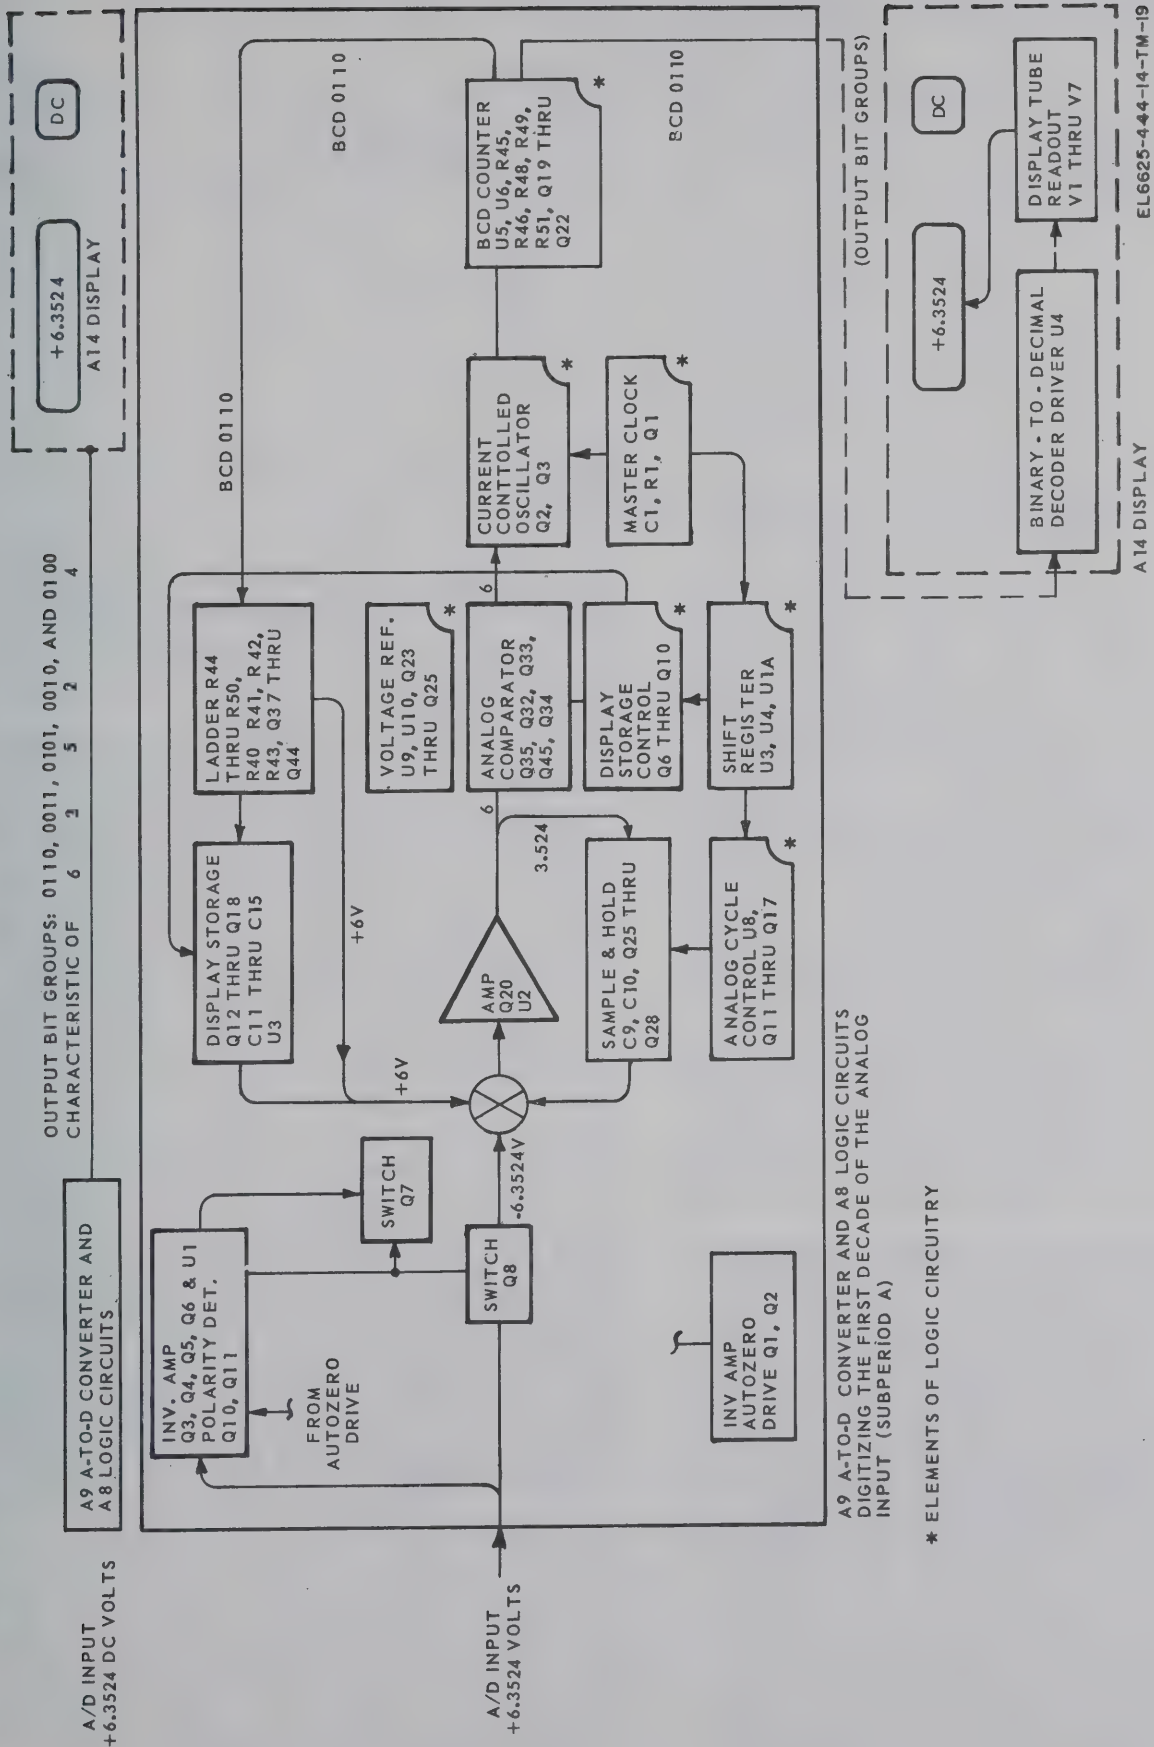 A/D INPUT
+6.3524 DC VOLTS
A9 A-TO-D CONVERTER AND
A8 LOGIC CIRCUITS
OUTPUT BIT GROUPS: 0110, 0011, 0101, 0010, AND 0100
CHARACTERISTIC OF 6 3 5 2 4
+6.3524
DC
A14 DISPLAY
A/D INPUT
+6.3524 VOLTS
INV. AMP
Q3, Q4, Q5, Q6 & U1
POLARITY DET.
Q10, Q11
FROM
AUTOZERO
DRIVE
SWITCH
Q7
SWITCH
Q8
-6.3524V
INV AMP
AUTOZERO
DRIVE Q1, Q2
DISPLAY STORAGE
Q12 THRU Q18
C11 THRU C15
U3
+6V
+6V
LADDER R44
THRU R50,
R40 R41, R42,
R43, Q37 THRU
Q44
BCD 0110
BCD 0110
VOLTAGE REF.
U9, U10, Q23
THRU Q25
*
AMP
Q20
U2
6
3.524
ANALOG
COMPARATOR
Q35, Q32, Q33,
Q45, Q34
6
SAMPLE & HOLD
C9, C10, Q25 THRU
Q28
DISPLAY
STORAGE
CONTROL
Q6 THRU Q10
*
ANALOG CYCLE
CONTROL U8,
Q11 THRU Q17
*
SHIFT
REGISTER
U3, U4, U1A
*
CURRENT
CONTTOLLED
OSCILLATOR
Q2, Q3
*
MASTER CLOCK
C1, R1, Q1
*
BCD COUNTER
U5, U6, R45,
R46, R48, R49,
R51, Q19 THRU
Q22
*
BCD 0110
A9 A-TO-D CONVERTER AND A8 LOGIC CIRCUITS
DIGITIZING THE FIRST DECADE OF THE ANALOG
INPUT (SUBPERIOD A)
* ELEMENTS OF LOGIC CIRCUITRY
(OUTPUT BIT GROUPS)
+6.3524
DC
BINARY - TO - DECIMAL
DECODER DRIVER U4
DISPLAY TUBE
READOUT
V1 THRU V7
A14 DISPLAY
EL6625-444-14-TM-19